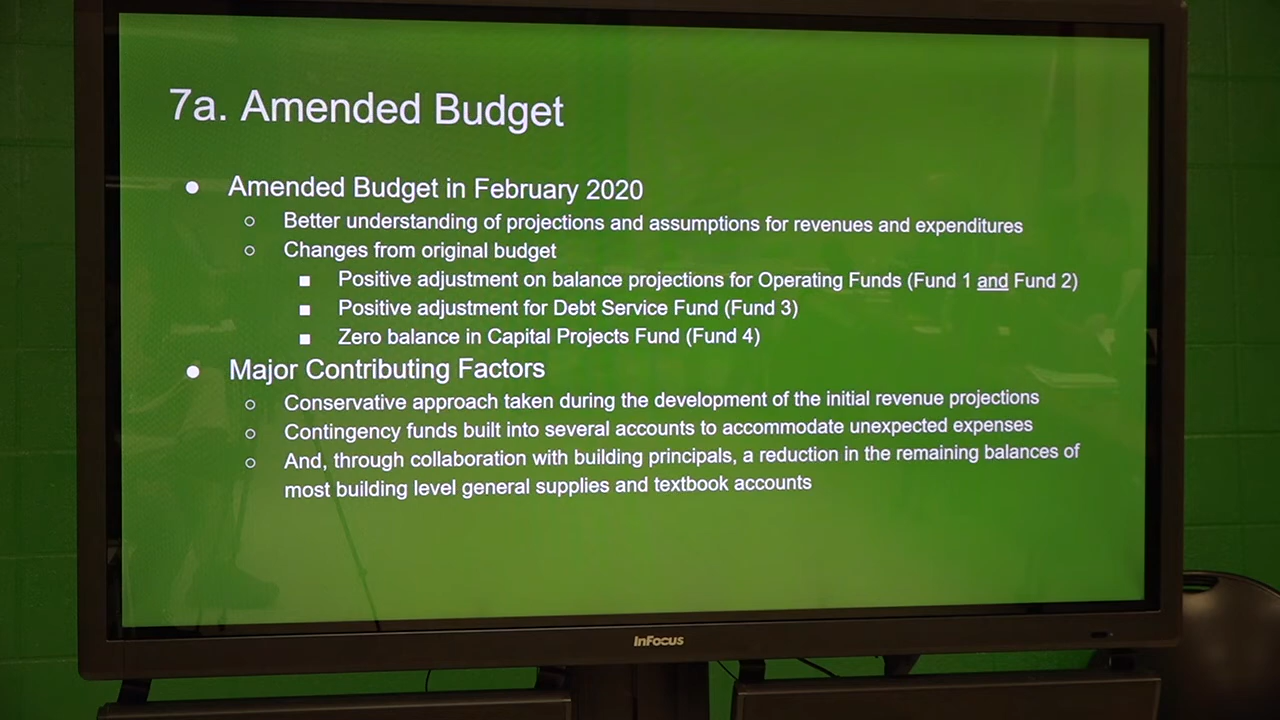 7a. Amended Budget
● Amended Budget in February 2020
○ Better understanding of projections and assumptions for revenues and expenditures
○ Changes from original budget
■ Positive adjustment on balance projections for Operating Funds (Fund 1 and Fund 2)
■ Positive adjustment for Debt Service Fund (Fund 3)
■ Zero balance in Capital Projects Fund (Fund 4)
● Major Contributing Factors
○ Conservative approach taken during the development of the initial revenue projections
○ Contingency funds built into several accounts to accommodate unexpected expenses
○ And, through collaboration with building principals, a reduction in the remaining balances of
most building level general supplies and textbook accounts
InFocus